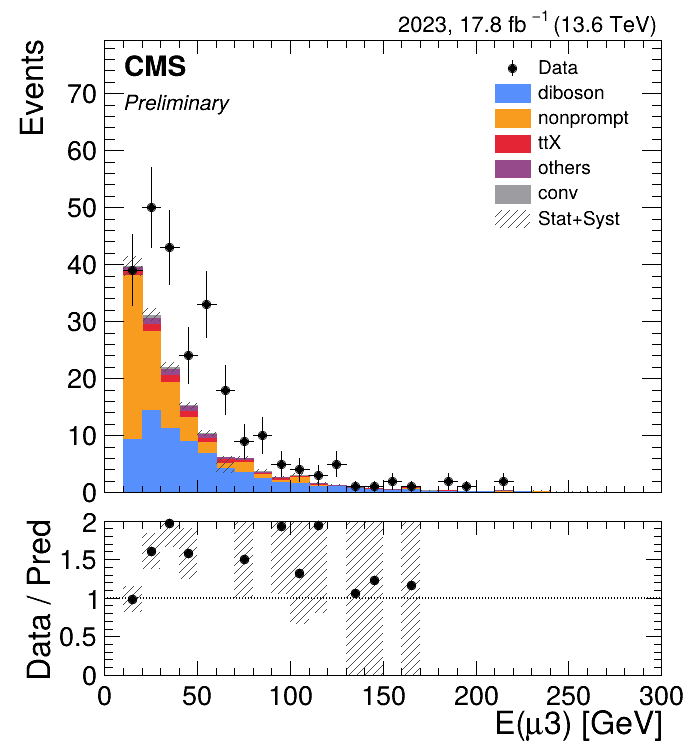 2023, 17.8 fb⁻¹ (13.6 TeV)
CMS
Preliminary
Events
Data
diboson
nonprompt
ttX
others
conv
Stat+Syst
70
60
50
40
30
20
10
0
Data / Pred
2
1.5
1
0.5
0
0 50 100 150 200 250 300
E(μ3) [GeV]